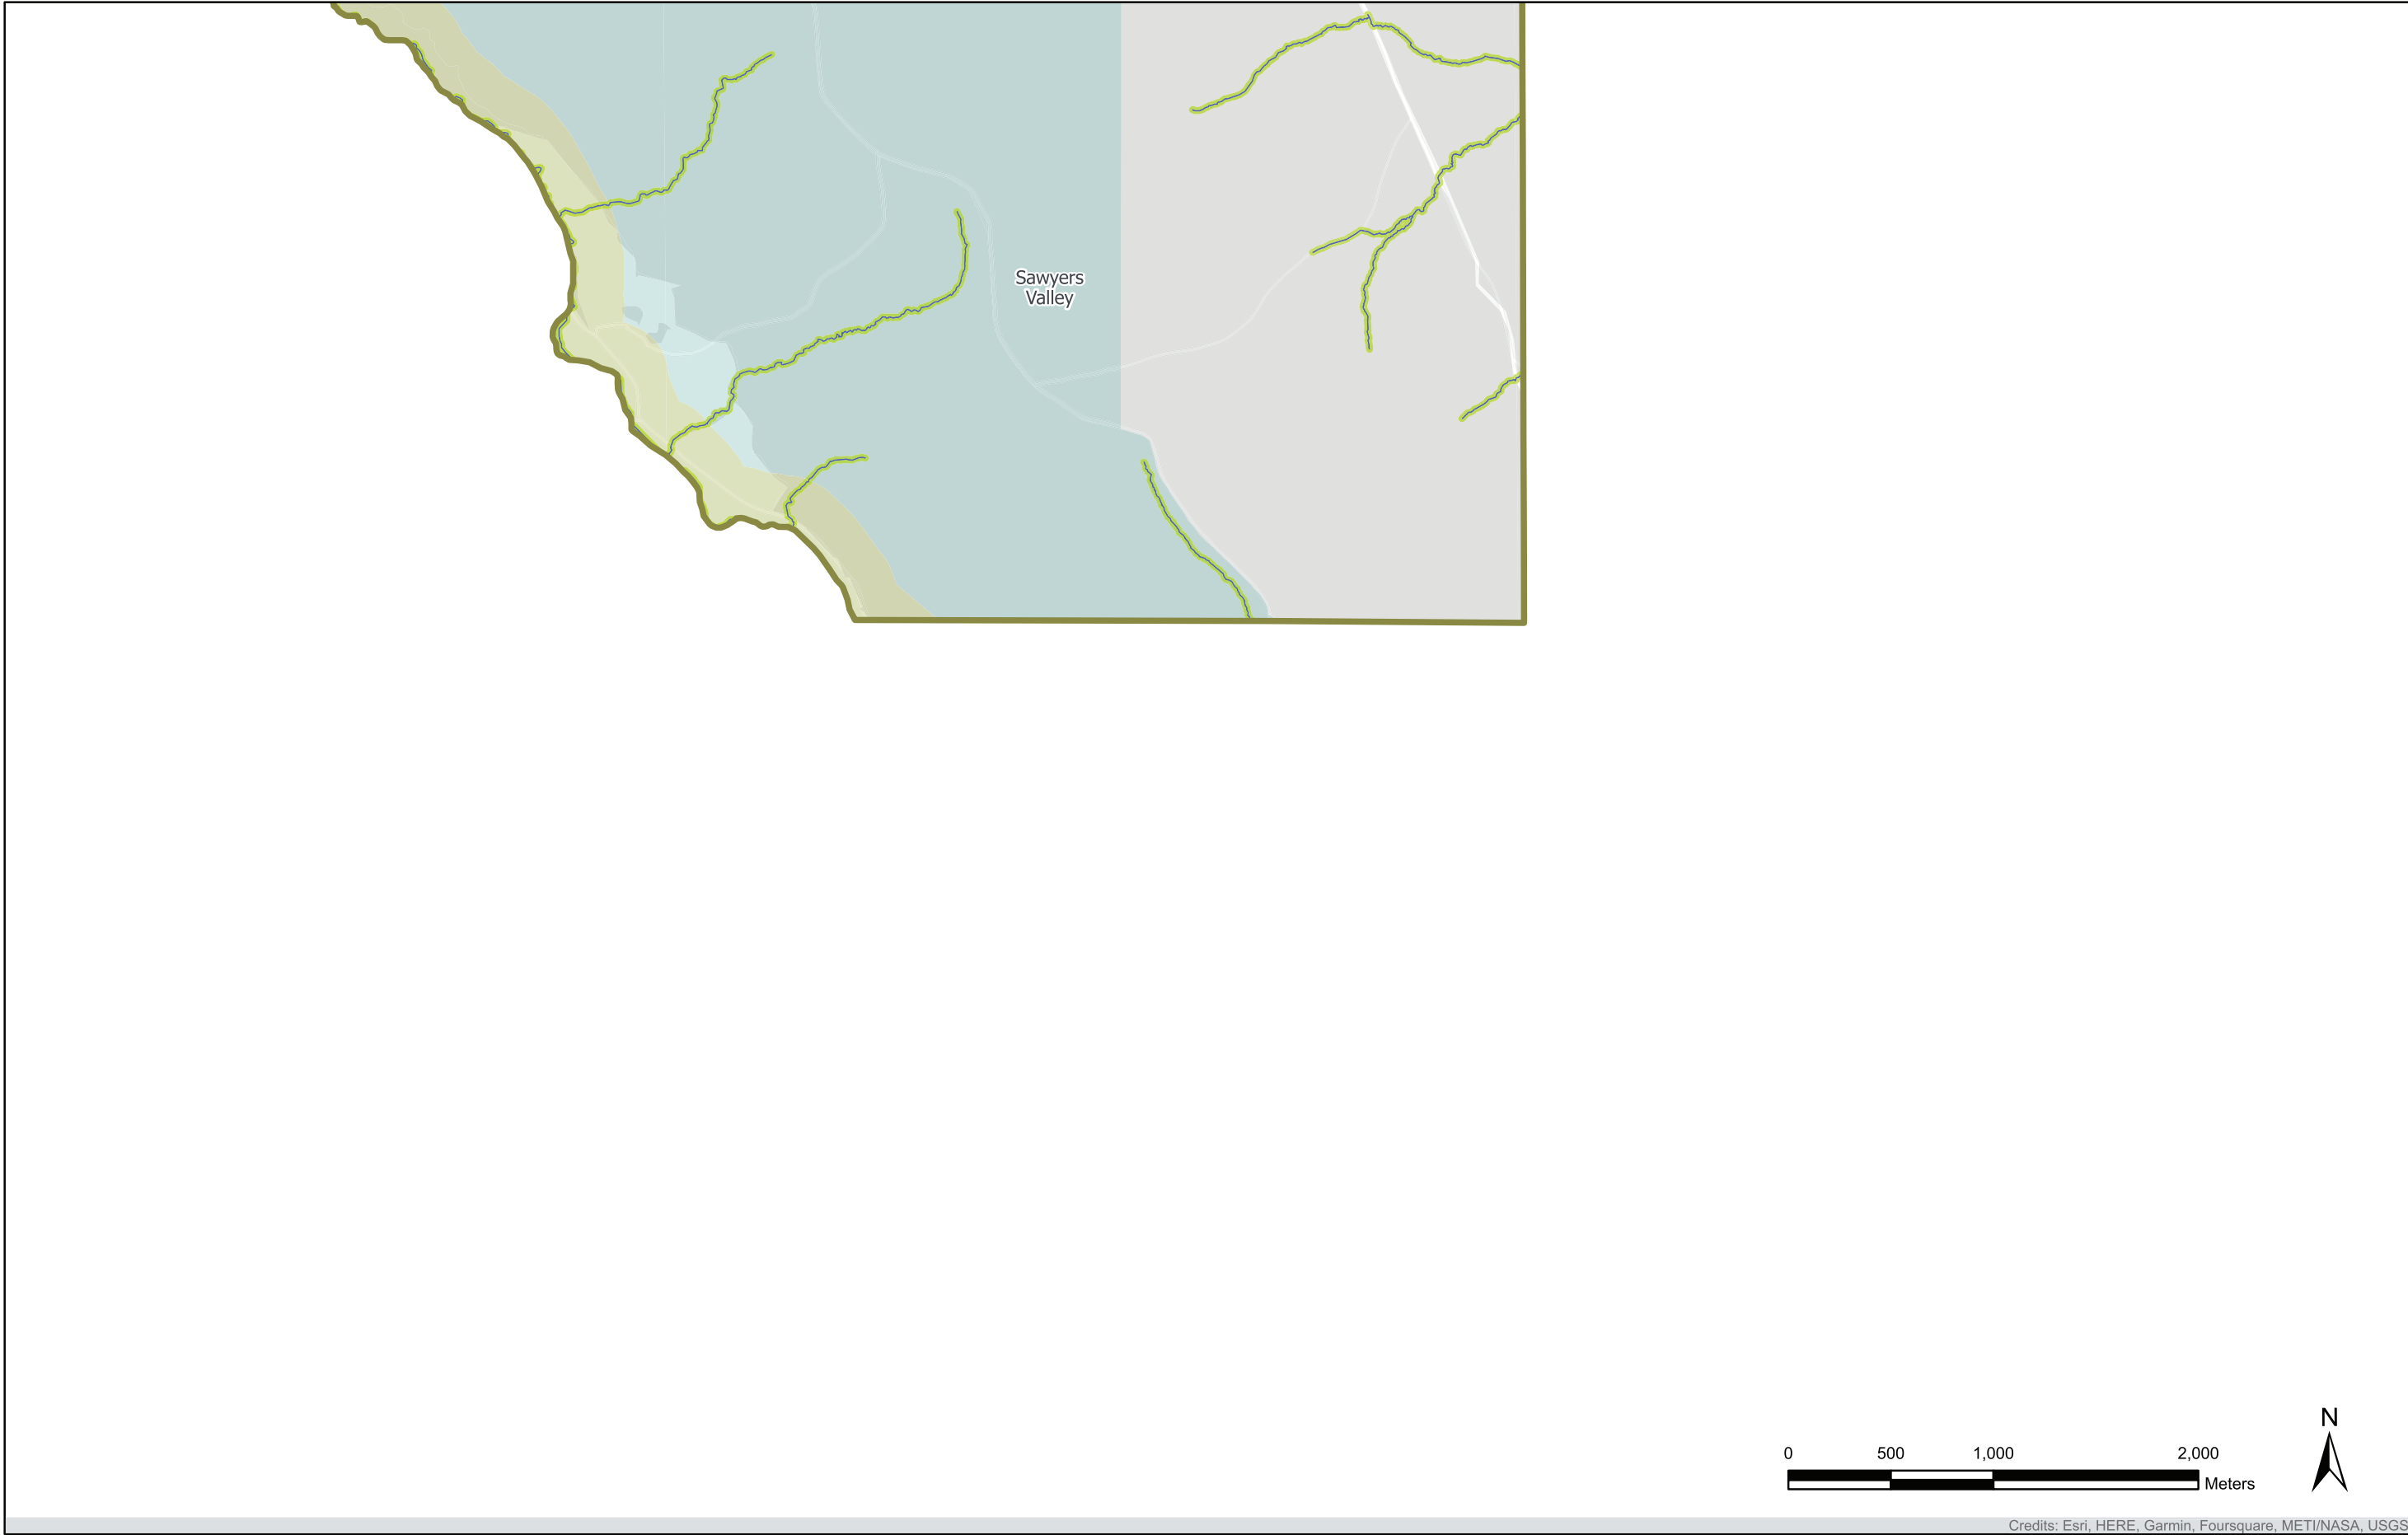 Sawyers
Valley
N
0 500 1,000 2,000
Meters
Credits: Esri, HERE, Garmin, Foursquare, METI/NASA, USGS